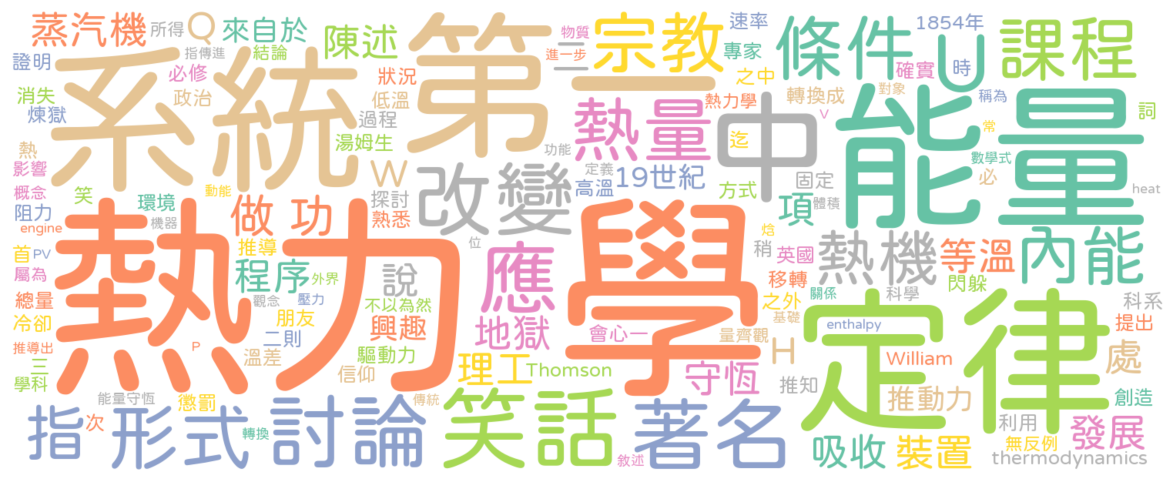 蒸汽機 所得 Q 來自於 陳述 第一 物質 宗教 速率 1854年 條件 U 課程
證明 指傳進 結論 進一步 專家 確實 時
必修 狀況 二 之中 對象 稱為
消失 系統 政治 低溫 熱量 熱力學 轉換成 能量 詞
煉獄 過程 中 V 常
湯姆生 功能 迄 數學式
熱 W 改變 定義 19世紀 固定 必
影響 動能 探討 高溫 方式 體積 heat
概念 笑 環境 做功 熟悉 項
阻力 機器 稍 英國 熱機 等溫 內能
engine 熱力學 焓
首 PV 推導 位 應 移轉 閃躲
屬為 程序 外界 說 之外 關係 科學 科系
總量 觀念 壓力 不以為然 地獄 基礎 定律 提出
冷卻 朋友 興趣 會心一 量齊觀 enthalpy
推導出 P 二則 溫差 驅動力 H William 處
三 信仰 理工 Thomson 守恆 推知 創造
學科 能量守恆 懲罰 傳統 推動力
指 次 形式 轉換 討論 笑話 著名 利用 發展
敘述 吸收 裝置 無反例
thermodynamics